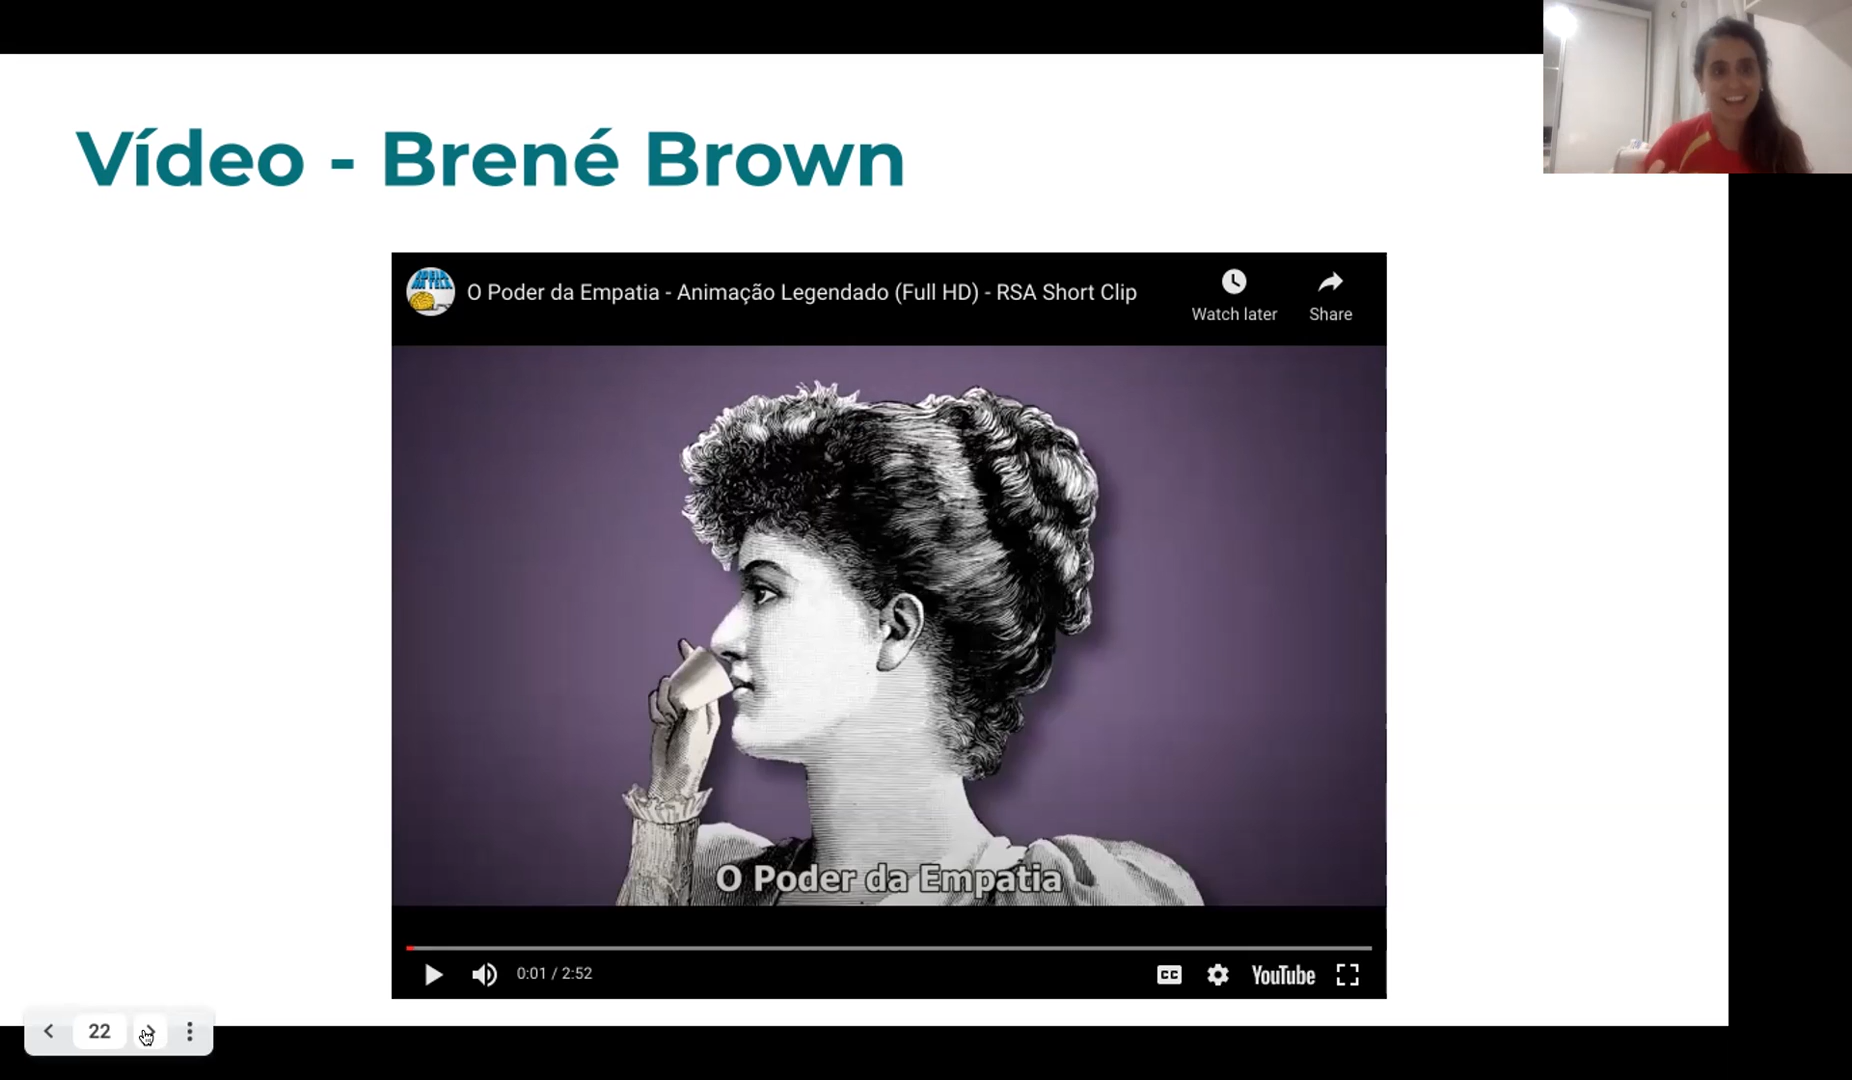 Vídeo - Brené Brown
O Poder da Empatia - Animação Legendado (Full HD) - RSA Short Clip
Watch later
Share
O Poder da Empatia
0:01 / 2:52
CC
YouTube
22